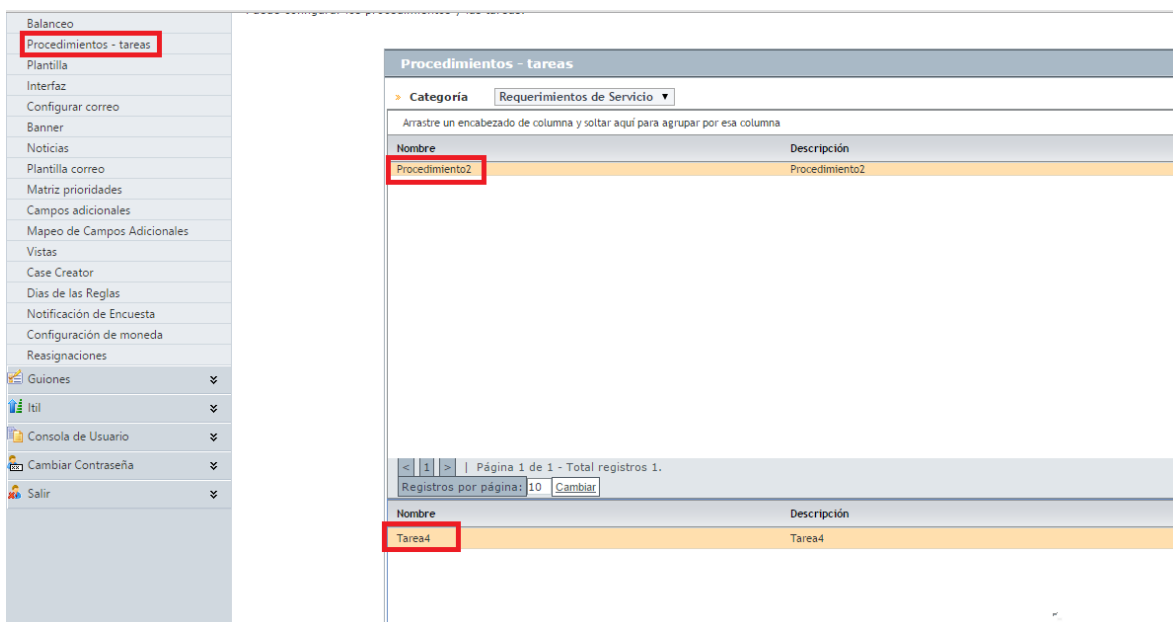 Balanceo
Procedimientos - tareas
Plantilla
Interfaz
Configurar correo
Banner
Noticias
Plantilla correo
Matriz prioridades
Campos adicionales
Mapeo de Campos Adicionales
Vistas
Case Creator
Dias de las Reglas
Notificación de Encuesta
Configuración de moneda
Reasignaciones
Guiones
Itil
Consola de Usuario
Cambiar Contraseña
Salir
Procedimientos - tareas
» Categoría Requerimientos de Servicio ▼
Arrastre un encabezado de columna y soltar aquí para agrupar por esa columna
Nombre Descripción
Procedimiento2 Procedimiento2
< 1 > | Página 1 de 1 - Total registros 1.
Registros por página: 10 Cambiar
Nombre Descripción
Tarea4 Tarea4